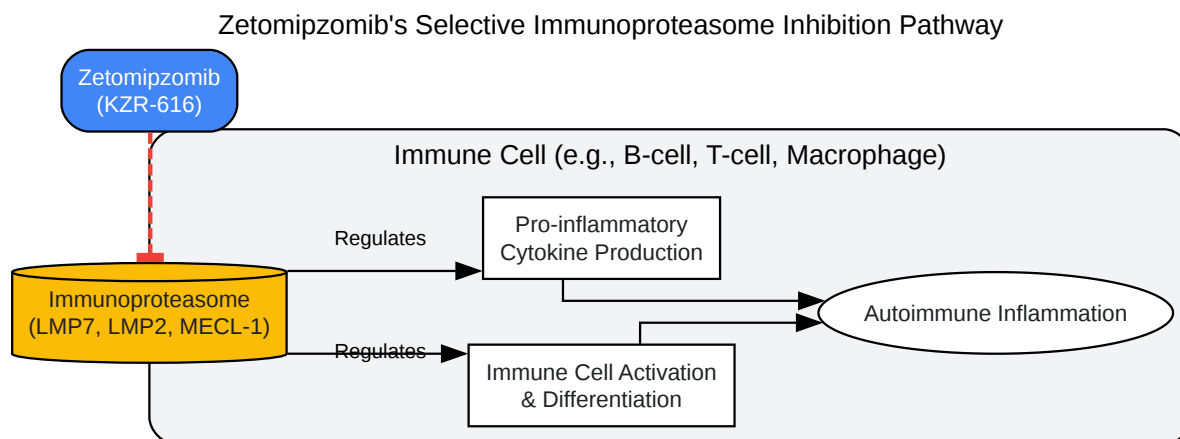 Zetomipzomib's Selective Immunoproteasome Inhibition Pathway
Zetomipzomib
(KZR-616)
Immune Cell (e.g., B-cell, T-cell, Macrophage)
Immunoproteasome
(LMP7, LMP2, MECL-1)
Regulates
Pro-inflammatory
Cytokine Production
Regulates
Immune Cell Activation
& Differentiation
Autoimmune Inflammation